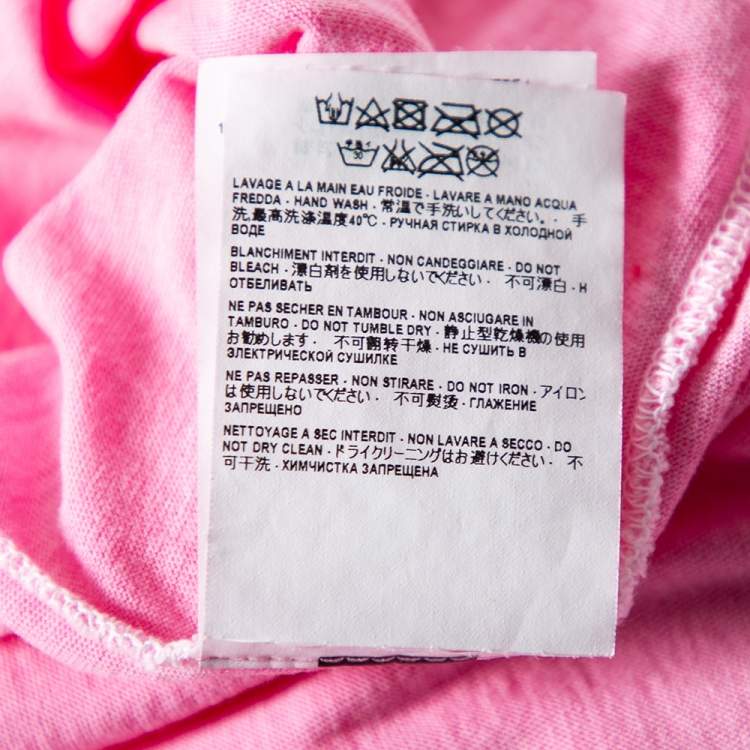 30
LAVAGE A LA MAIN EAU FROIDE - LAVARE A MANO ACQUA
FREDDA - HAND WASH - 常温で手洗いしてください。 - 手
洗,最高洗涤温度40℃ - РУЧНАЯ СТИРКА В ХОЛОДНОЙ
ВОДЕ
BLANCHIMENT INTERDIT - NON CANDEGGIARE - DO NOT
BLEACH - 漂白剤を使用しないでください - 不可漂白 - Н
ОТБЕЛИВАТЬ
NE PAS SECHER EN TAMBOUR - NON ASCIUGARE IN
TAMBURO - DO NOT TUMBLE DRY - 静止型乾燥機の使用
お勧めします - 不可翻转干燥 - НЕ СУШИТЬ В
ЭЛЕКТРИЧЕСКОЙ СУШИЛКЕ
NE PAS REPASSER - NON STIRARE - DO NOT IRON - アイロン
は使用しないでください - 不可熨烫 - ГЛАЖЕНИЕ
ЗАПРЕЩЕНО
NETTOYAGE A SEC INTERDIT - NON LAVARE A SECCO - DO
NOT DRY CLEAN - ドライクリーニングはお避けください - 不
可干洗 - ХИМЧИСТКА ЗАПРЕЩЕНА